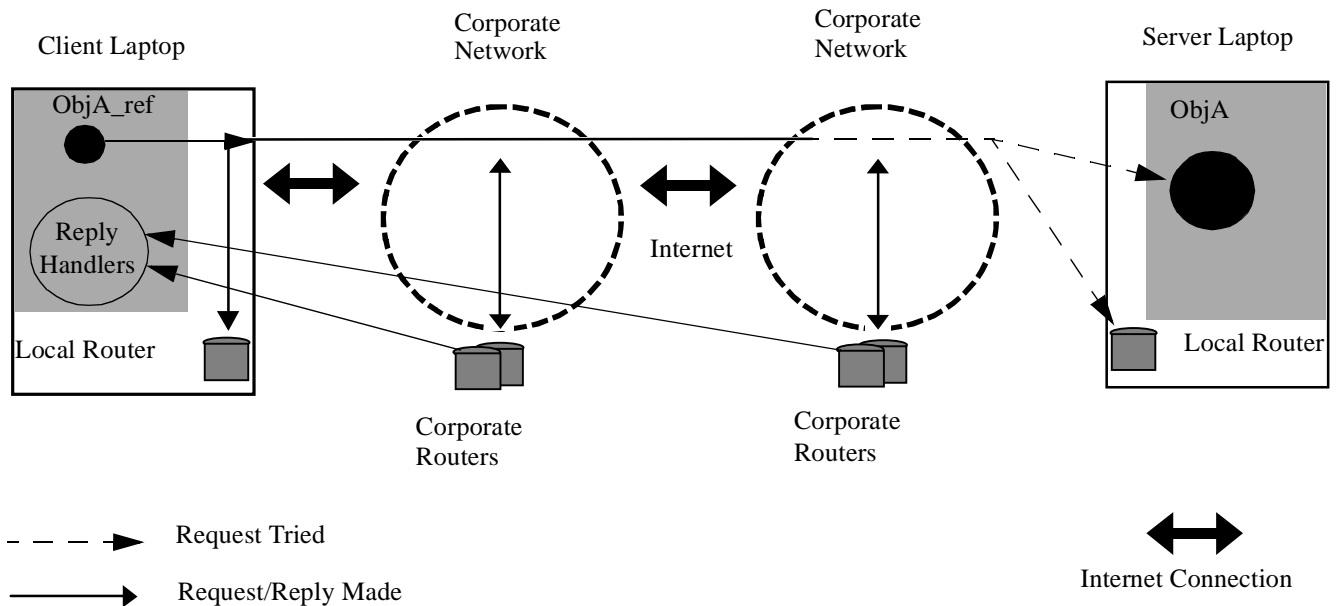 Client Laptop
Corporate
Network
Corporate
Network
Server Laptop
ObjA_ref
ObjA
Reply
Handlers
Internet
Local Router
Local Router
Corporate
Routers
Corporate
Routers
Request Tried
Request/Reply Made
Internet Connection